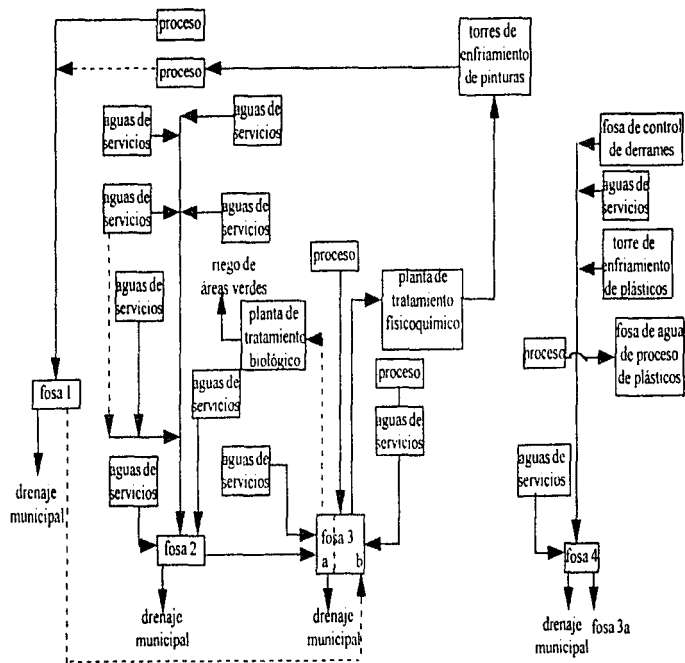 proceso
torres de
enfriamiento
de pinturas
proceso
aguas de
servicios
aguas de
servicios
fosa de control
de derrames
aguas de
servicios
aguas de
servicios
aguas de
servicios
torre de
enfriamiento
de plásticos
proceso
riego de
áreas verdes
planta de
tratamiento
fisicoquímico
aguas de
servicios
planta de
tratamiento
biológico
proceso
fosa de agua
de proceso
de plásticos
proceso
fosa 1
aguas de
servicios
aguas de
servicios
aguas de
servicios
aguas de
servicios
aguas de
servicios
drenaje
municipal
fosa 2
fosa 3
a b
fosa 4
drenaje
municipal
drenaje
municipal
drenaje
municipal
fosa 3a